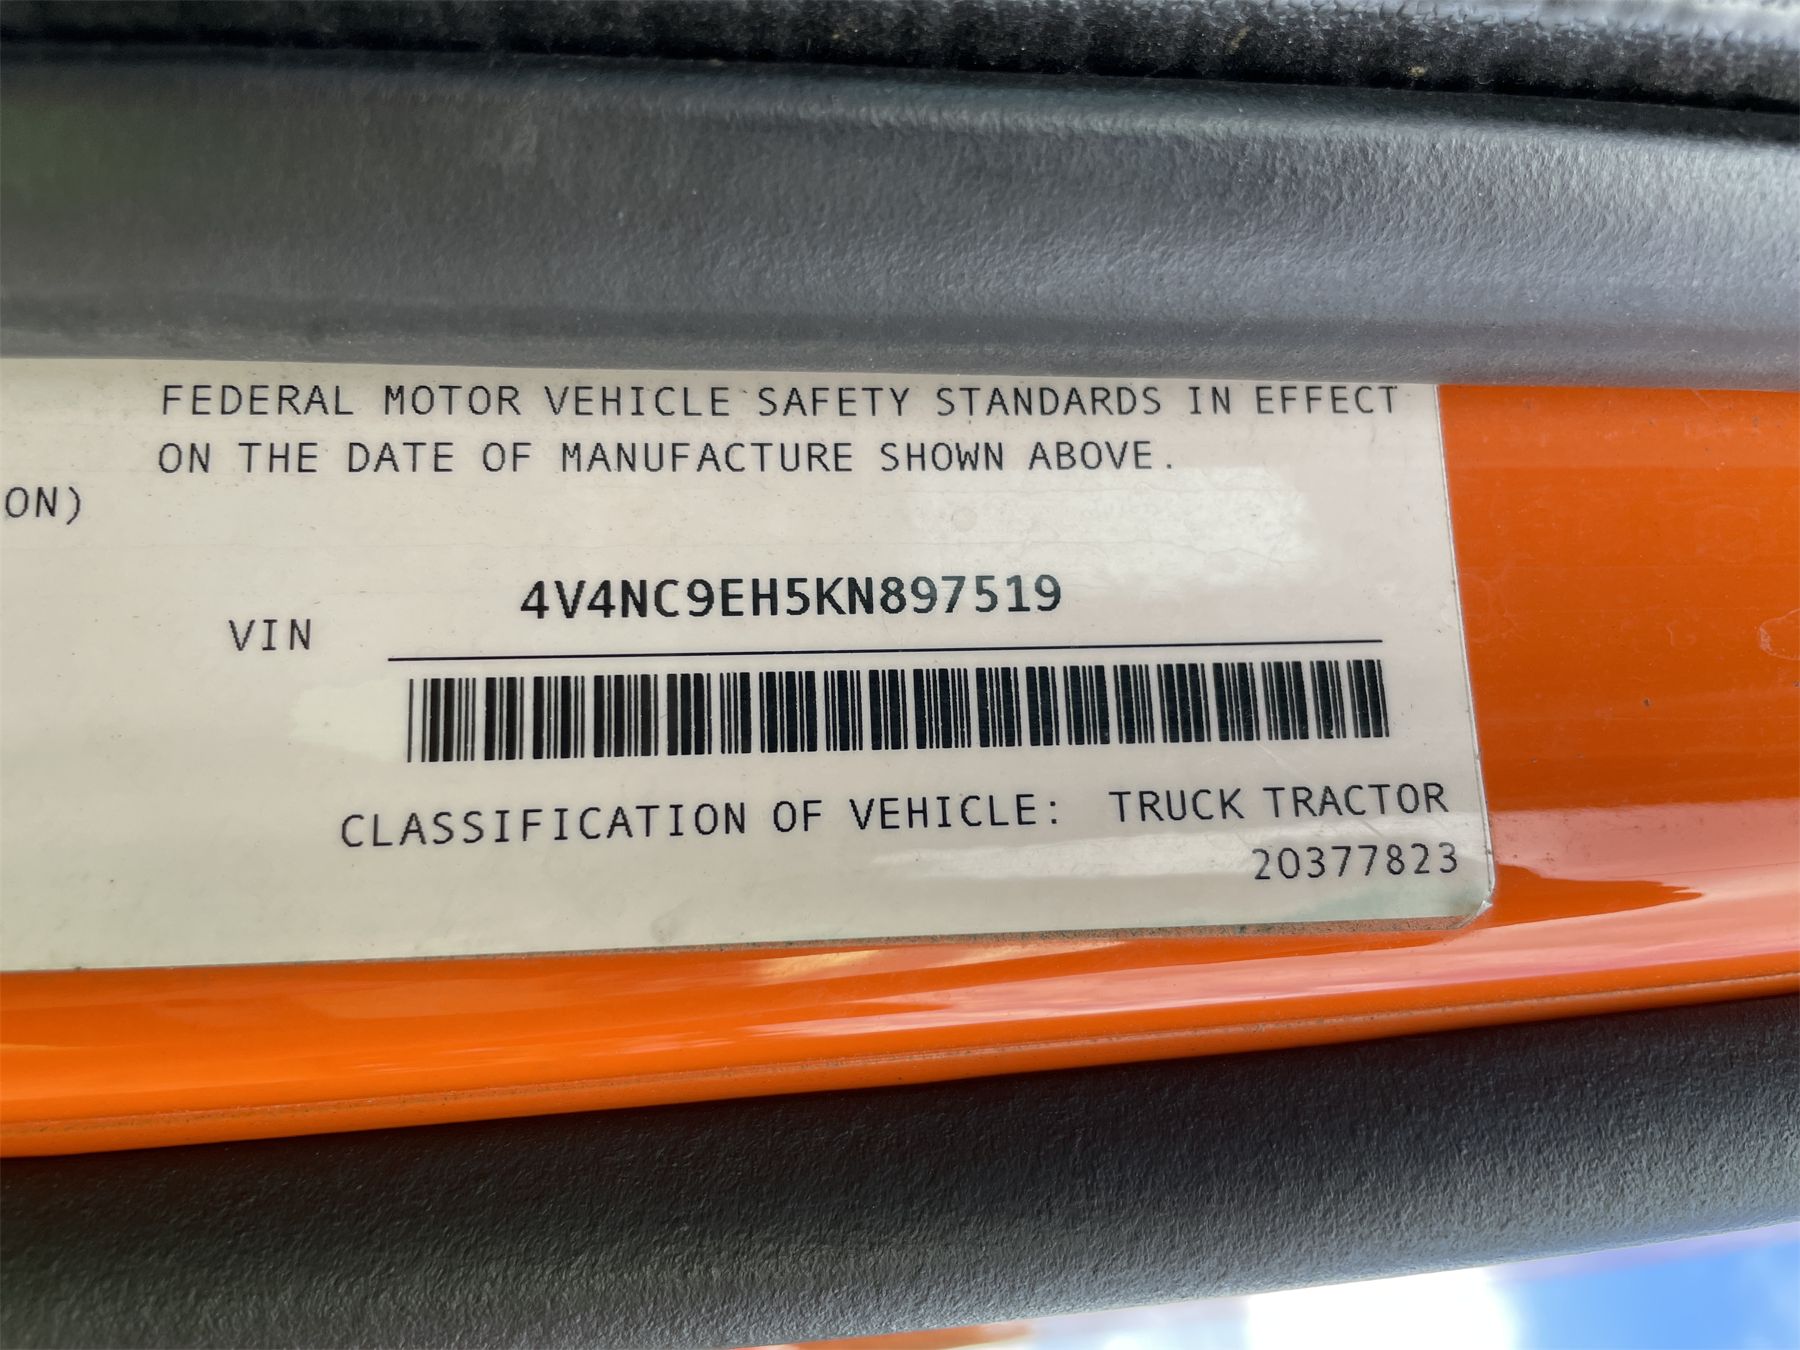 FEDERAL MOTOR VEHICLE SAFETY STANDARDS IN EFFECT
ON THE DATE OF MANUFACTURE SHOWN ABOVE.
ON)
4V4NC9EH5KN897519
VIN
CLASSIFICATION OF VEHICLE: TRUCK TRACTOR
20377823